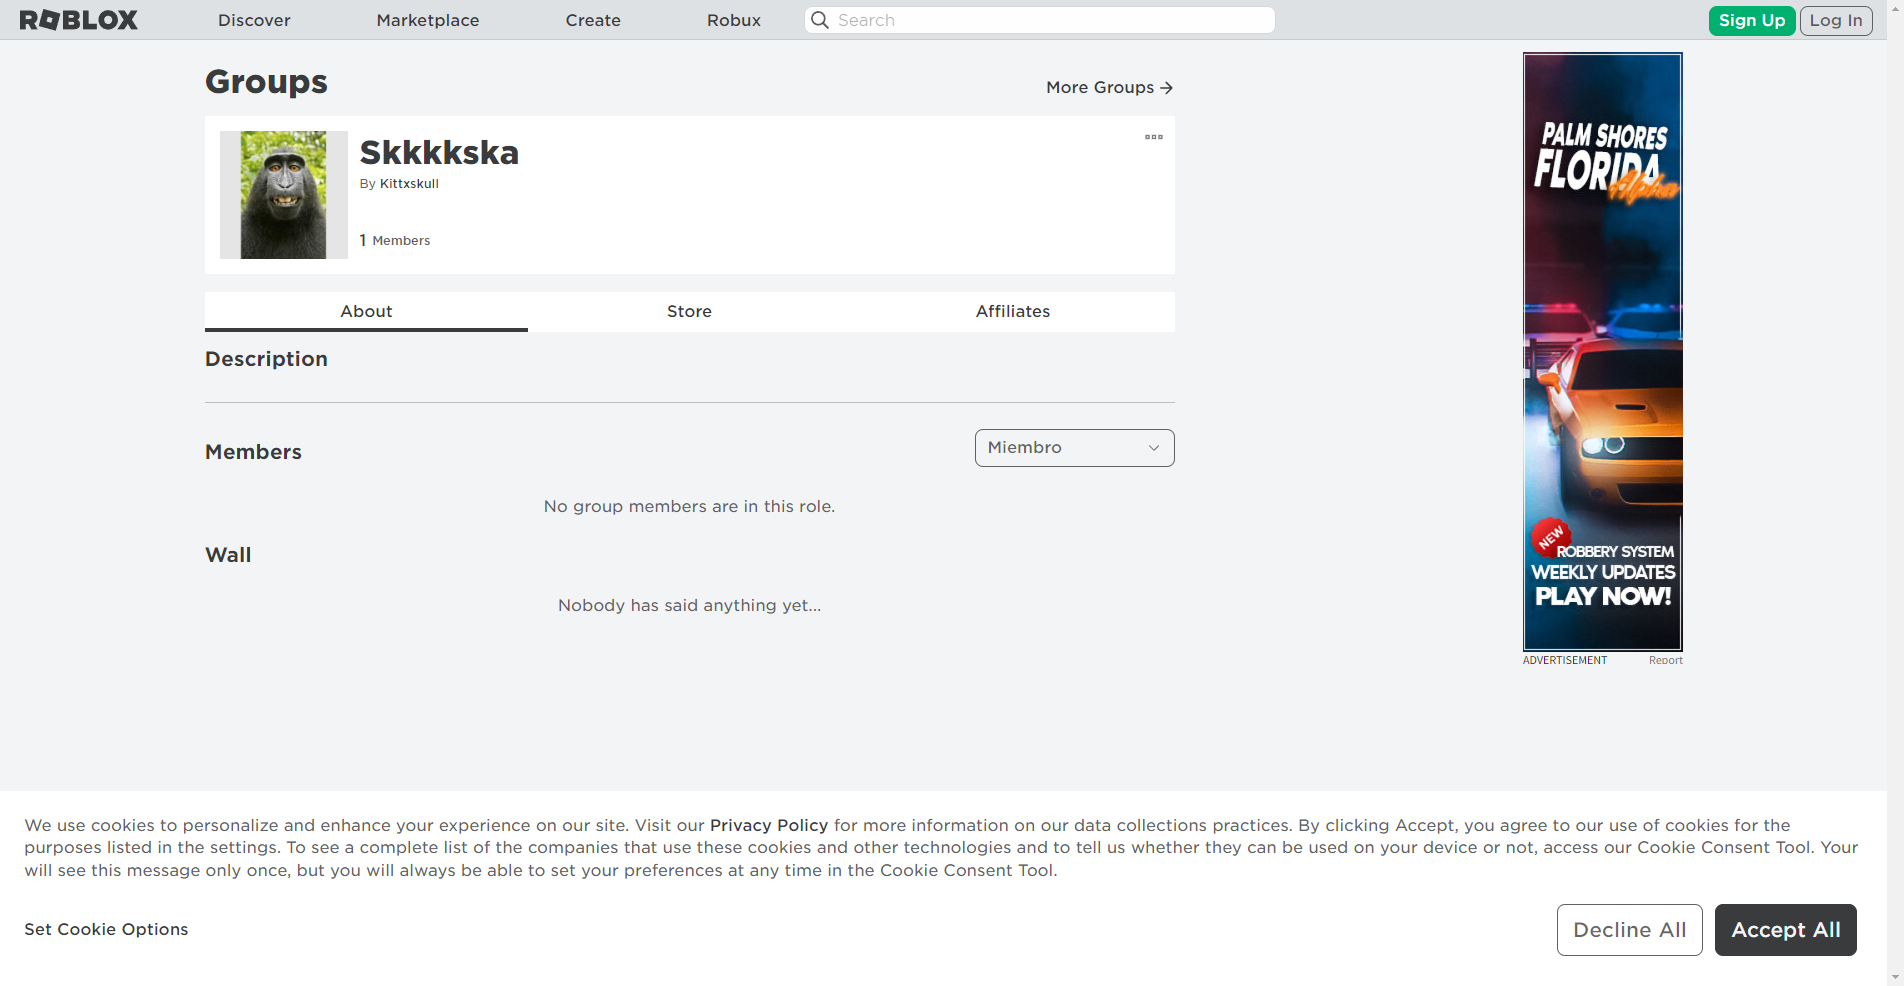 ROBLOX
Discover
Marketplace
Create
Robux
Search
Sign Up
Log In
Groups
More Groups
Skkkkska
By Kittxskull
1 Members
About
Store
Affiliates
Description
Members
Miembro
No group members are in this role.
Wall
Nobody has said anything yet...
PALM SHORES
FLORIDA
Alpha
NEW
ROBBERY SYSTEM
WEEKLY UPDATES
PLAY NOW!
ADVERTISEMENT
Report
We use cookies to personalize and enhance your experience on our site. Visit our Privacy Policy for more information on our data collections practices. By clicking Accept, you agree to our use of cookies for the
purposes listed in the settings. To see a complete list of the companies that use these cookies and other technologies and to tell us whether they can be used on your device or not, access our Cookie Consent Tool. Your
will see this message only once, but you will always be able to set your preferences at any time in the Cookie Consent Tool.
Set Cookie Options
Decline All
Accept All